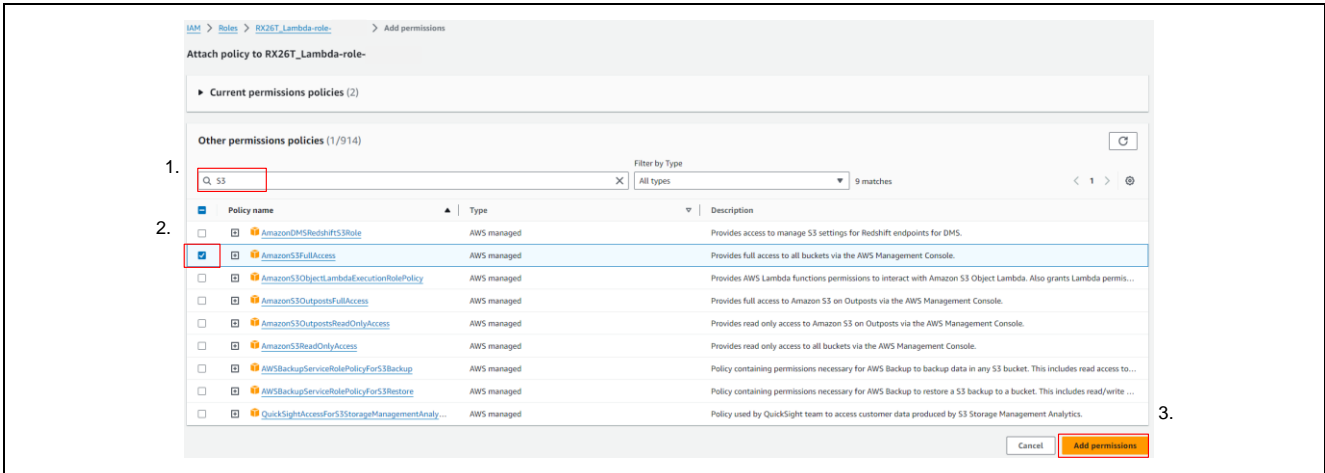 IAM > Roles > RX26T_Lambda-role- > Add permissions
Attach policy to RX26T_Lambda-role-
Current permissions policies (2)
Other permissions policies (1/914)
Filter by Type
1.
S3 All types 9 matches < 1 >
Policy name Type Description
2.
AmazonDMSRedshiftS3Role AWS managed Provides access to manage S3 settings for Redshift endpoints for DMS.
AmazonS3FullAccess AWS managed Provides full access to all buckets via the AWS Management Console.
AmazonS3ObjectLambdaExecutionRolePolicy AWS managed Provides AWS Lambda functions permissions to interact with Amazon S3 Object Lambda. Also grants Lambda permis...
AmazonS3OutpostsFullAccess AWS managed Provides full access to Amazon S3 on Outposts via the AWS Management Console.
AmazonS3OutpostsReadOnlyAccess AWS managed Provides read only access to Amazon S3 on Outposts via the AWS Management Console.
AmazonS3ReadOnlyAccess AWS managed Provides read only access to all buckets via the AWS Management Console.
AWSBackupServiceRolePolicyForS3Backup AWS managed Policy containing permissions necessary for AWS Backup to backup data in any S3 bucket. This includes read access to...
AWSBackupServiceRolePolicyForS3Restore AWS managed Policy containing permissions necessary for AWS Backup to restore a S3 backup to a bucket. This includes read/write ...
QuickSightAccessForS3StorageManagementAnaly... AWS managed Policy used by QuickSight team to access customer data produced by S3 Storage Management Analytics.
3.
Cancel Add permissions